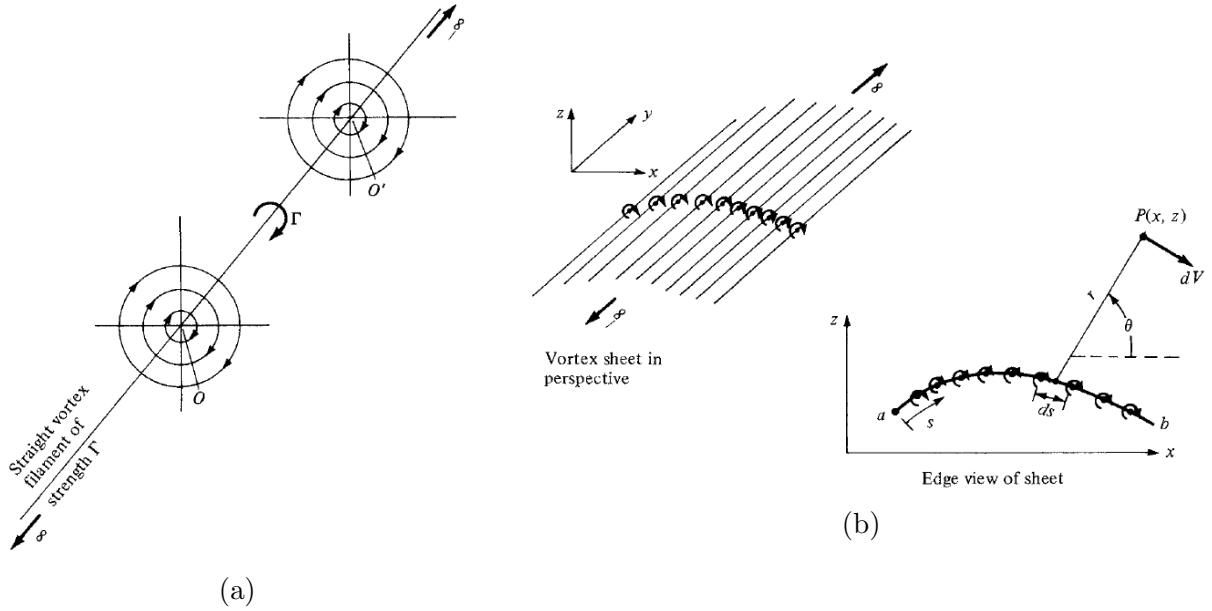 ∞
O'
Γ
O
Straight vortex
filament of
strength Γ
∞
(a)
∞
z
y
x
∞
Vortex sheet in
perspective
P(x, z)
dV
r
θ
z
a
s
ds
b
x
Edge view of sheet
(b)